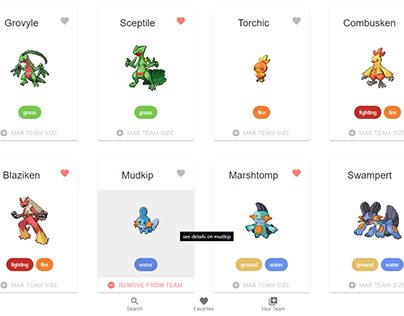 Grovyle
Sceptile
Torchic
Combusken
grass
grass
fire
fighting fire
MAX TEAM SIZE
MAX TEAM SIZE
MAX TEAM SIZE
MAX TEAM SIZE
Blaziken
Mudkip
Marshtomp
Swampert
see details on mudkip
fighting fire
water
ground water
ground water
MAX TEAM SIZE
REMOVE FROM TEAM
MAX TEAM SIZE
MAX TEAM SIZE
Search
Favorites
Your Team